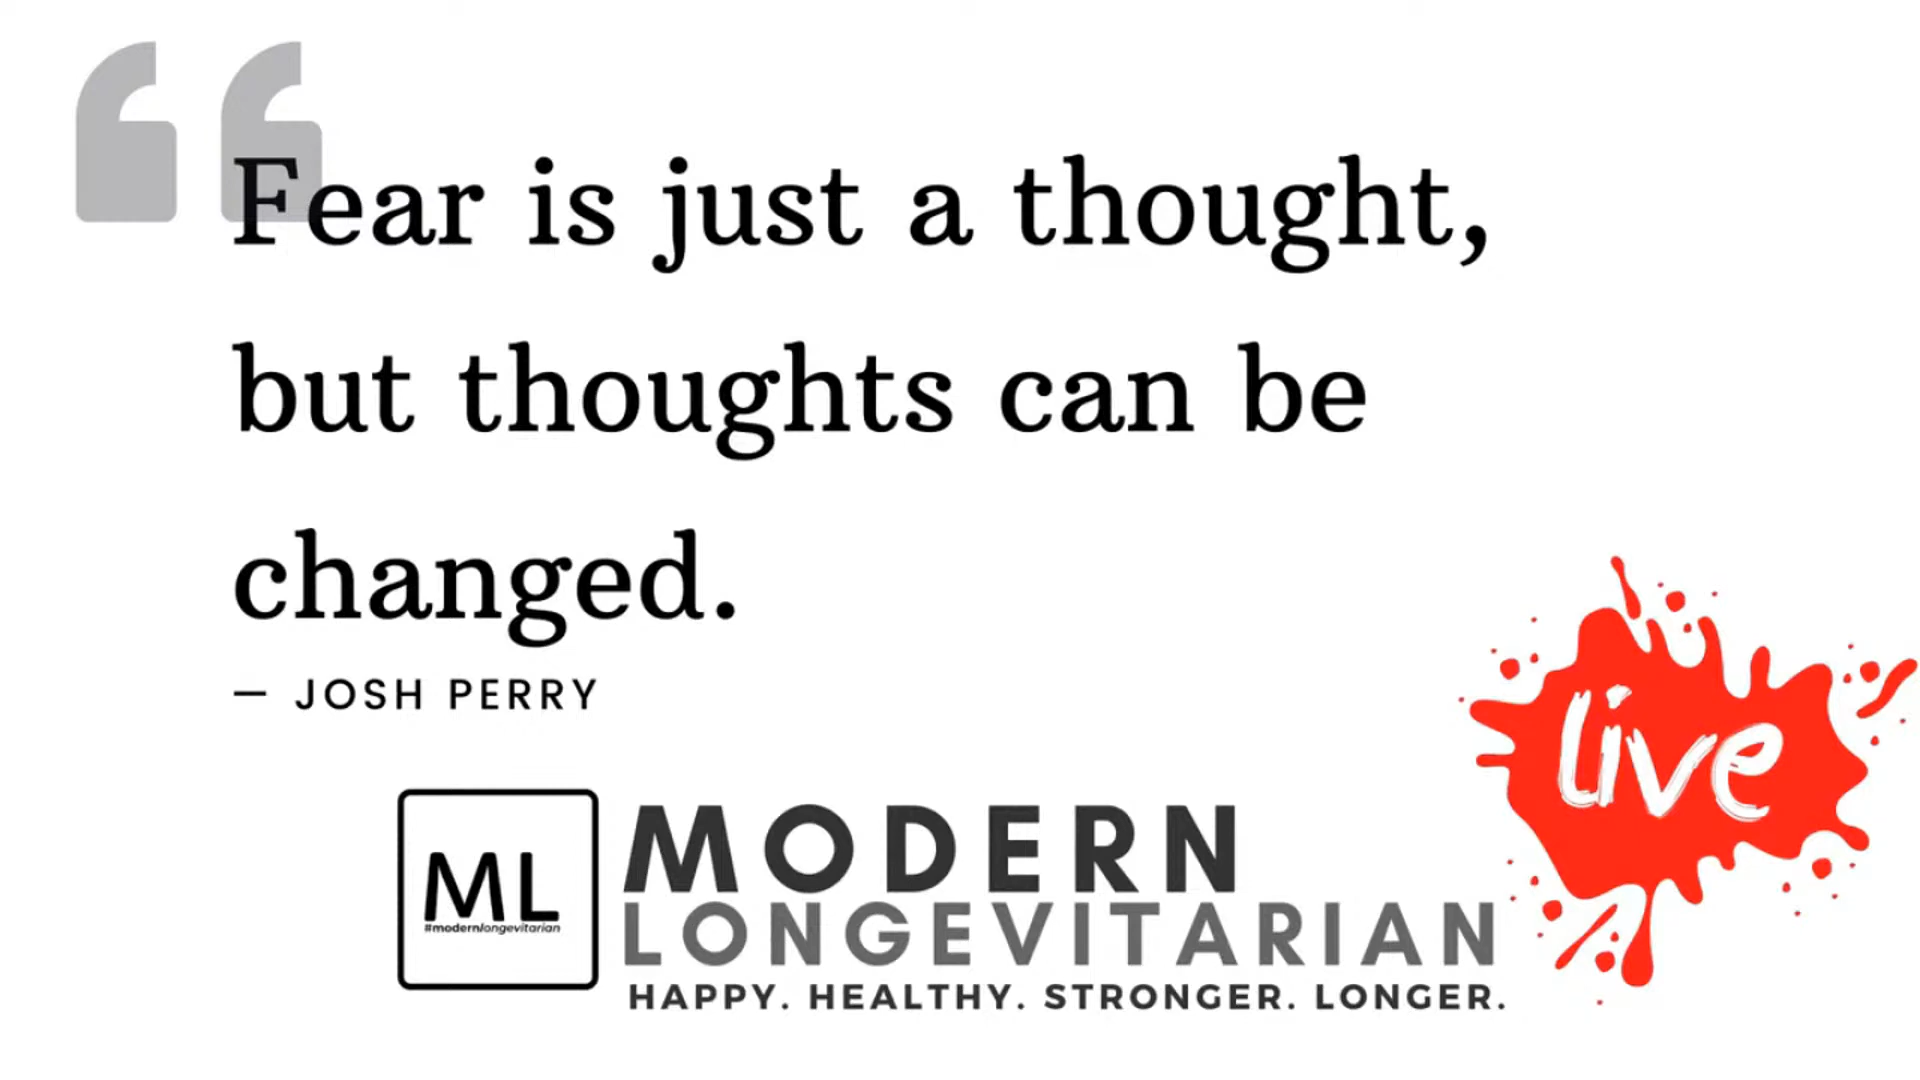 Fear is just a thought,
but thoughts can be
changed.
— JOSH PERRY
live
ML
#modernlongevitarian
MODERN
LONGEVITARIAN
HAPPY. HEALTHY. STRONGER. LONGER.